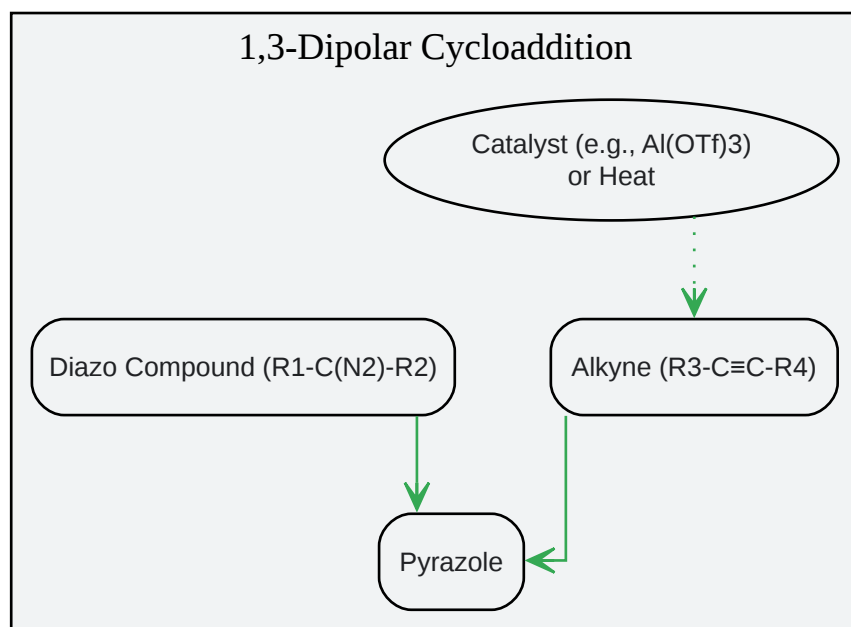 1,3-Dipolar Cycloaddition
Catalyst (e.g., Al(OTf)3)
or Heat
Diazo Compound (R1-C(N2)-R2)
Alkyne (R3-C≡C-R4)
Pyrazole